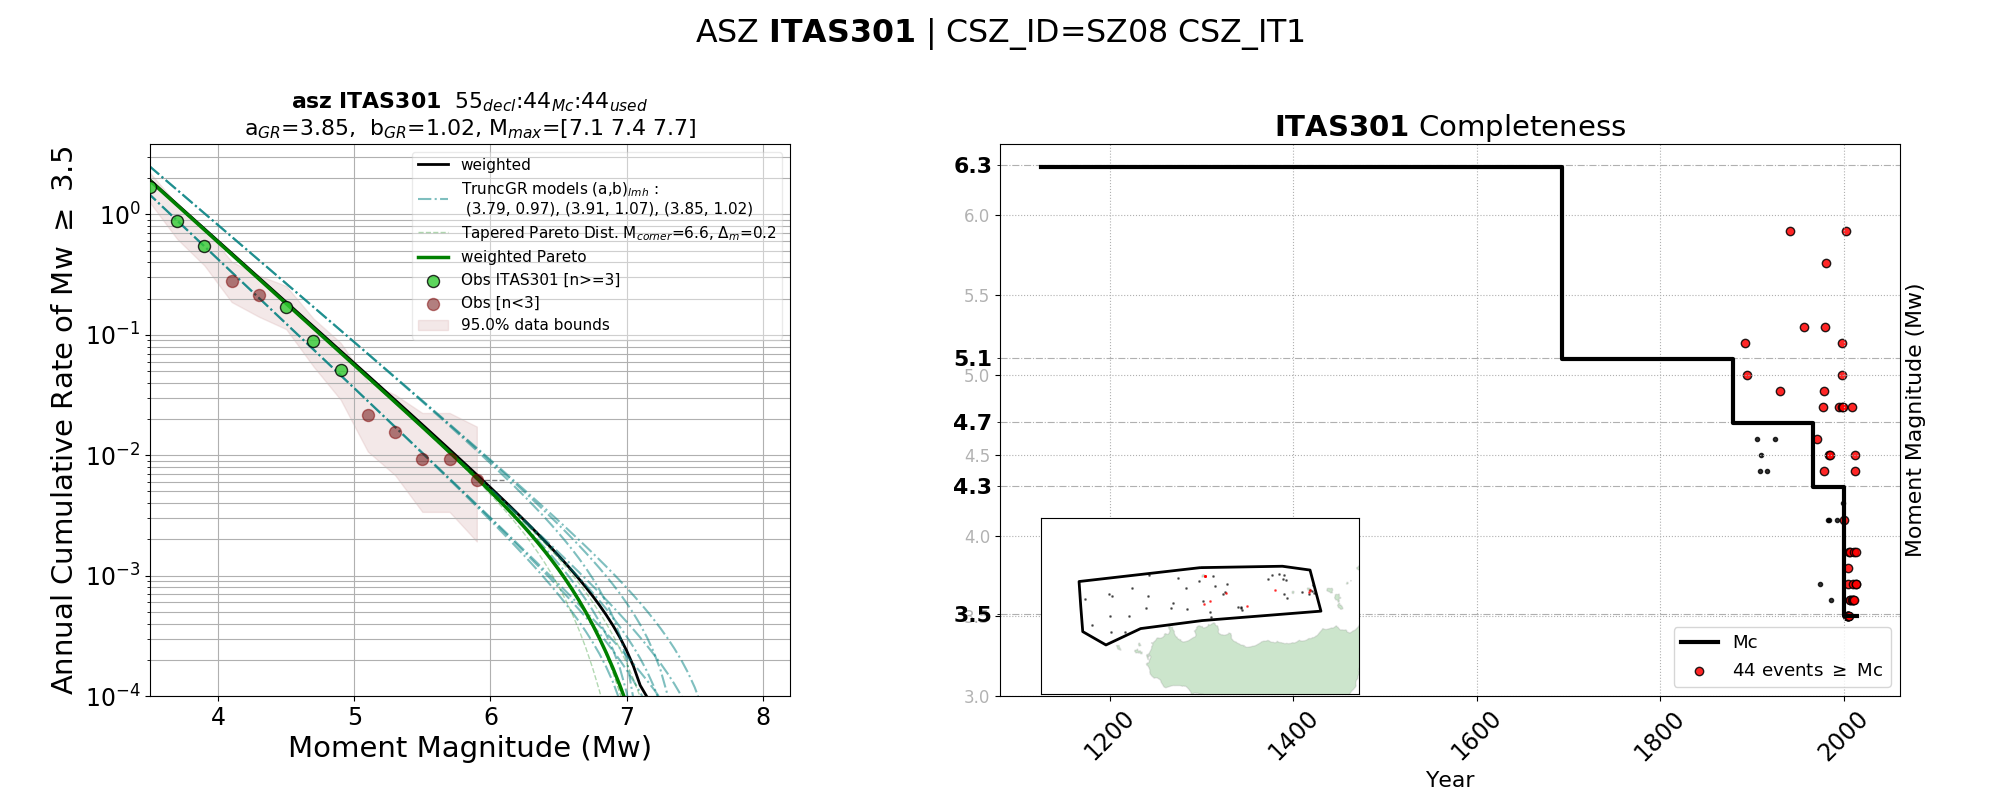 ASZ ITAS301 | CSZ_ID=SZ08 CSZ_IT1
asz ITAS301 55decl:44Mc:44used
aGR=3.85, bGR=1.02, Mmax=[7.1 7.4 7.7]
Annual Cumulative Rate of Mw ≥ 3.5
10^0
10^-1
10^-2
10^-3
10^-4
weighted
TruncGR models (a,b)lmh :
(3.79, 0.97), (3.91, 1.07), (3.85, 1.02)
Tapered Pareto Dist. Mcorner=6.6, Δm=0.2
weighted Pareto
Obs ITAS301 [n>=3]
Obs [n<3]
95.0% data bounds
4 5 6 7 8
Moment Magnitude (Mw)
ITAS301 Completeness
6.3
6.0
5.5
5.1
5.0
4.7
4.5
4.3
4.0
3.5
3.5
3.0
Moment Magnitude (Mw)
Mc
44 events ≥ Mc
1200 1400 1600 1800 2000
Year